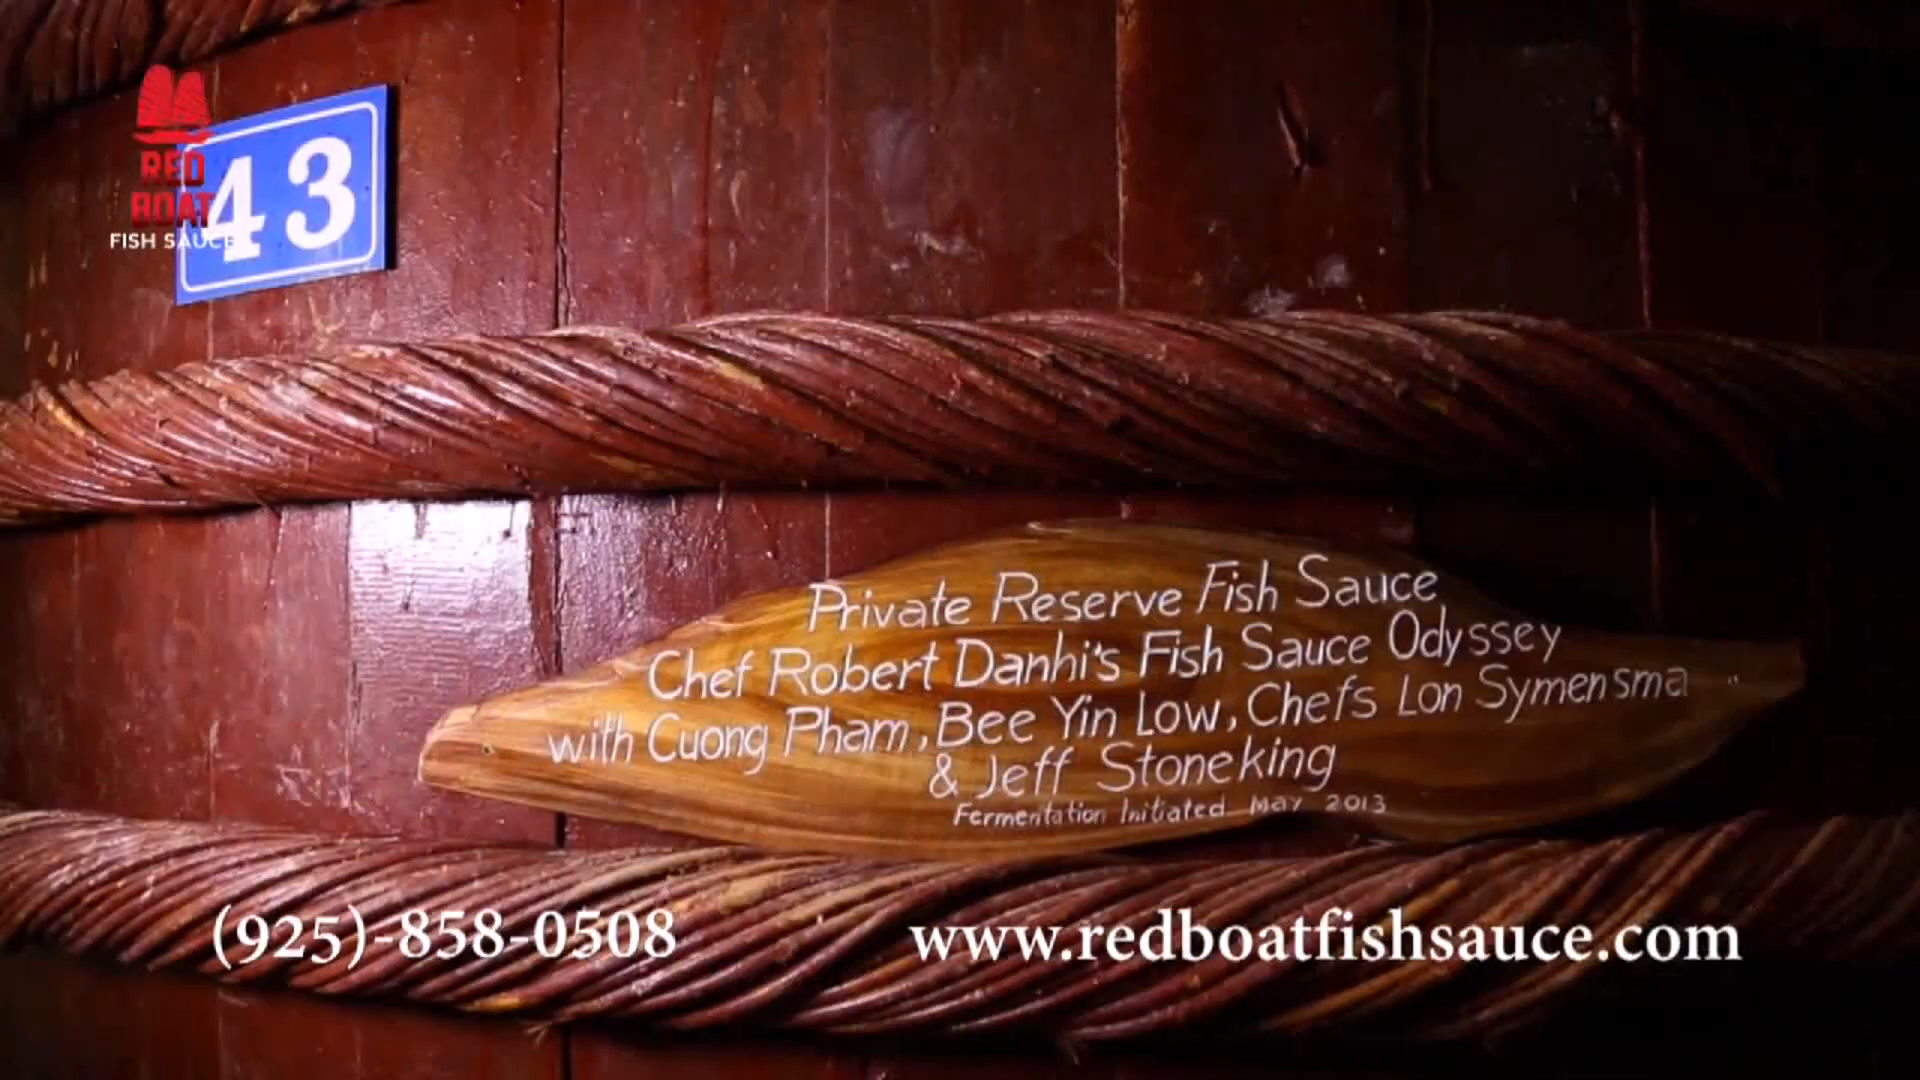 RED
BOAT
FISH SAUCE
43
Private Reserve Fish Sauce
Chef Robert Danhi's Fish Sauce Odyssey
with Cuong Pham, Bee Yin Low, Chefs Lon Symensma
& Jeff Stoneking
Fermentation Initiated May 2013
(925)-858-0508
www.redboatfishsauce.com